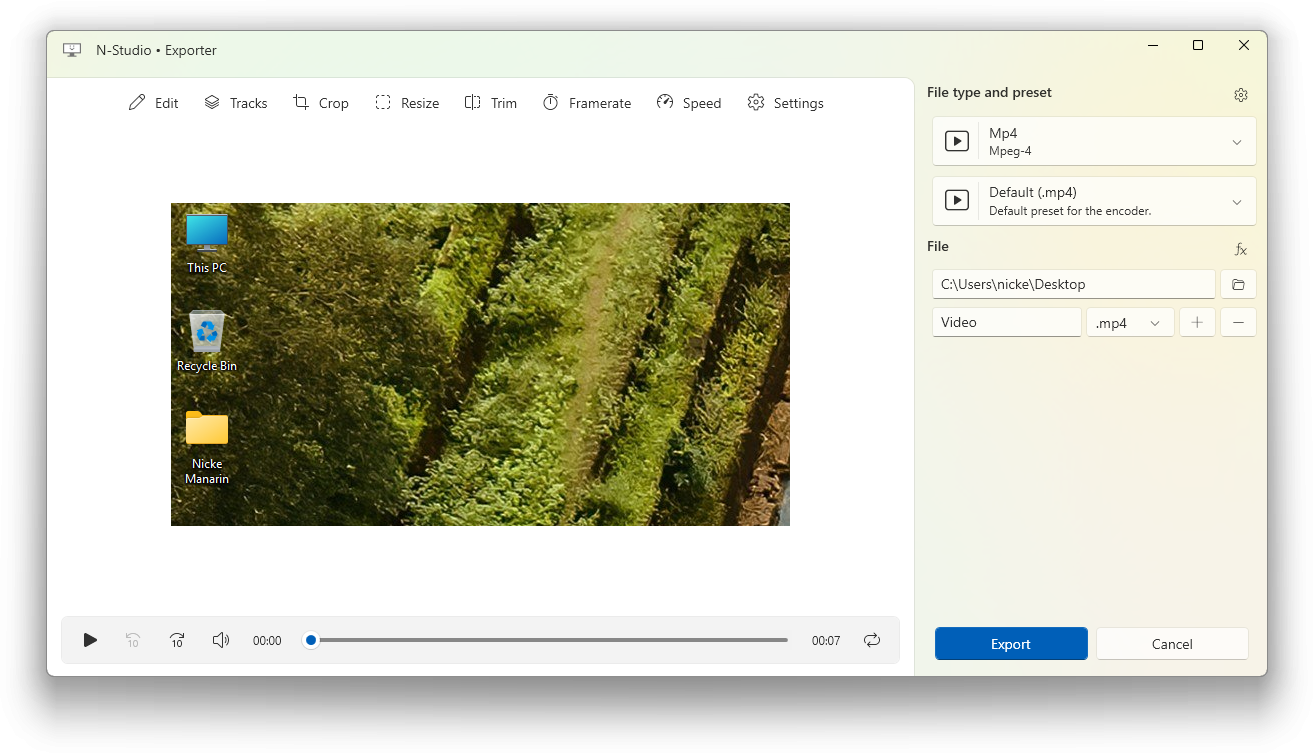 N-Studio • Exporter
Edit
Tracks
Crop
Resize
Trim
Framerate
Speed
Settings
This PC
Recycle Bin
Nicke
Manarin
10
10
00:00
00:07
File type and preset
Mp4
Mpeg-4
Default (.mp4)
Default preset for the encoder.
File
fx
C:\Users\nicke\Desktop
Video
.mp4
Export
Cancel